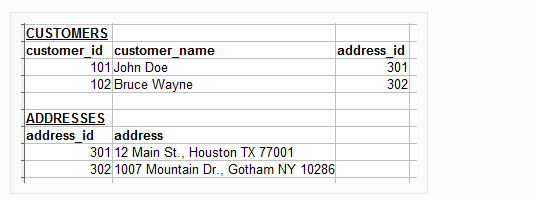 CUSTOMERS
customer_id customer_name address_id
101 John Doe 301
102 Bruce Wayne 302
ADDRESSES
address_id address
301 12 Main St., Houston TX 77001
302 1007 Mountain Dr., Gotham NY 10286